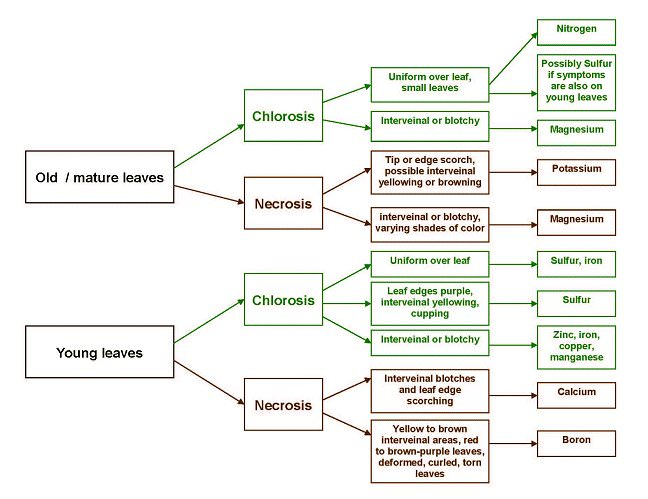 Nitrogen
Possibly Sulfur
if symptoms
are also on
young leaves
Uniform over leaf,
small leaves
Chlorosis
Interveinal or blotchy
Magnesium
Old / mature leaves
Tip or edge scorch,
possible interveinal
yellowing or browning
Potassium
Necrosis
interveinal or blotchy,
varying shades of color
Magnesium
Uniform over leaf
Sulfur, iron
Chlorosis
Leaf edges purple,
interveinal yellowing,
cupping
Sulfur
Interveinal or blotchy
Zinc, iron,
copper,
manganese
Young leaves
Interveinal blotches
and leaf edge
scorching
Calcium
Necrosis
Yellow to brown
interveinal areas, red
to brown-purple leaves,
deformed, curled, torn
leaves
Boron